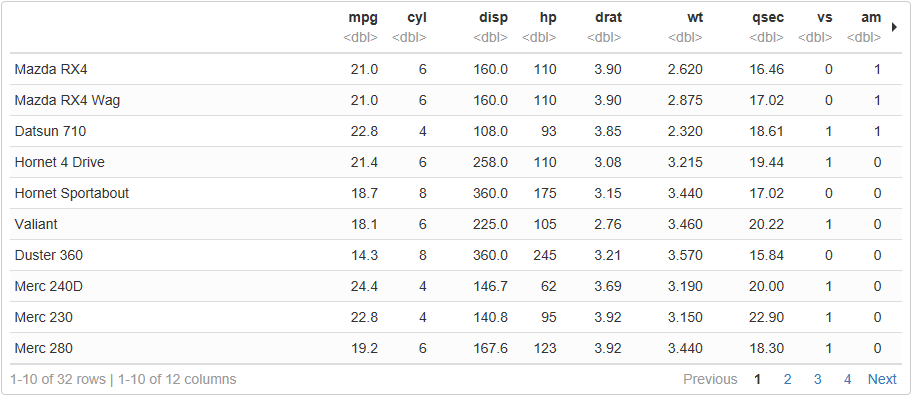 mpg cyl disp hp drat wt qsec vs am
<dbl> <dbl> <dbl> <dbl> <dbl> <dbl> <dbl> <dbl> <dbl>
Mazda RX4 21.0 6 160.0 110 3.90 2.620 16.46 0 1
Mazda RX4 Wag 21.0 6 160.0 110 3.90 2.875 17.02 0 1
Datsun 710 22.8 4 108.0 93 3.85 2.320 18.61 1 1
Hornet 4 Drive 21.4 6 258.0 110 3.08 3.215 19.44 1 0
Hornet Sportabout 18.7 8 360.0 175 3.15 3.440 17.02 0 0
Valiant 18.1 6 225.0 105 2.76 3.460 20.22 1 0
Duster 360 14.3 8 360.0 245 3.21 3.570 15.84 0 0
Merc 240D 24.4 4 146.7 62 3.69 3.190 20.00 1 0
Merc 230 22.8 4 140.8 95 3.92 3.150 22.90 1 0
Merc 280 19.2 6 167.6 123 3.92 3.440 18.30 1 0
1-10 of 32 rows | 1-10 of 12 columns Previous 1 2 3 4 Next